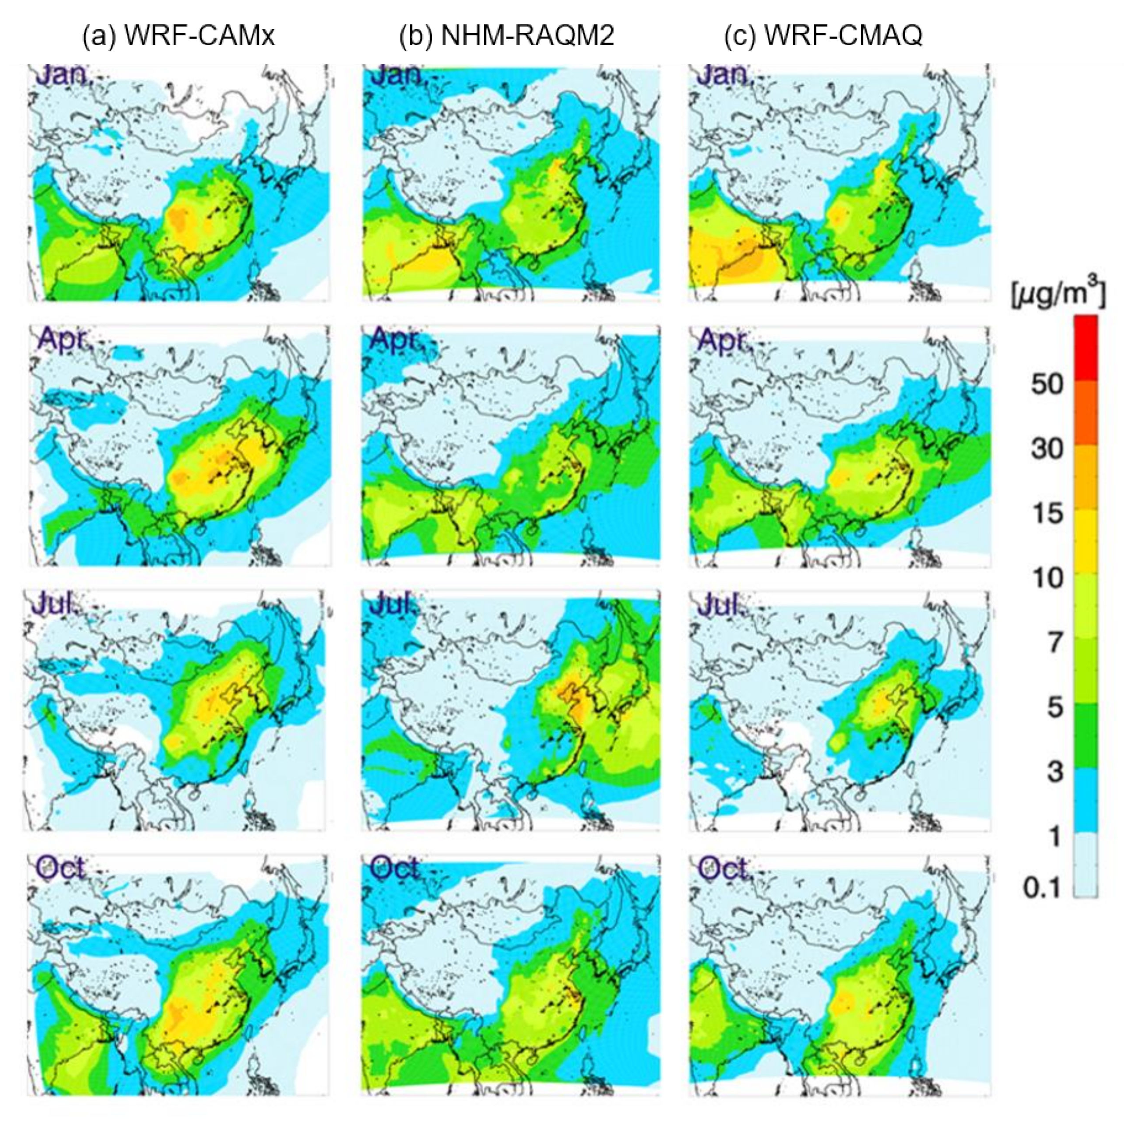 (a) WRF-CAMx (b) NHM-RAQM2 (c) WRF-CMAQ
Jan. Jan. Jan.
[μg/m³]
Apr. Apr. Apr.
50
30
15
10
Jul. Jul. Jul.
7
5
3
1
Oct Oct Oct.
0.1